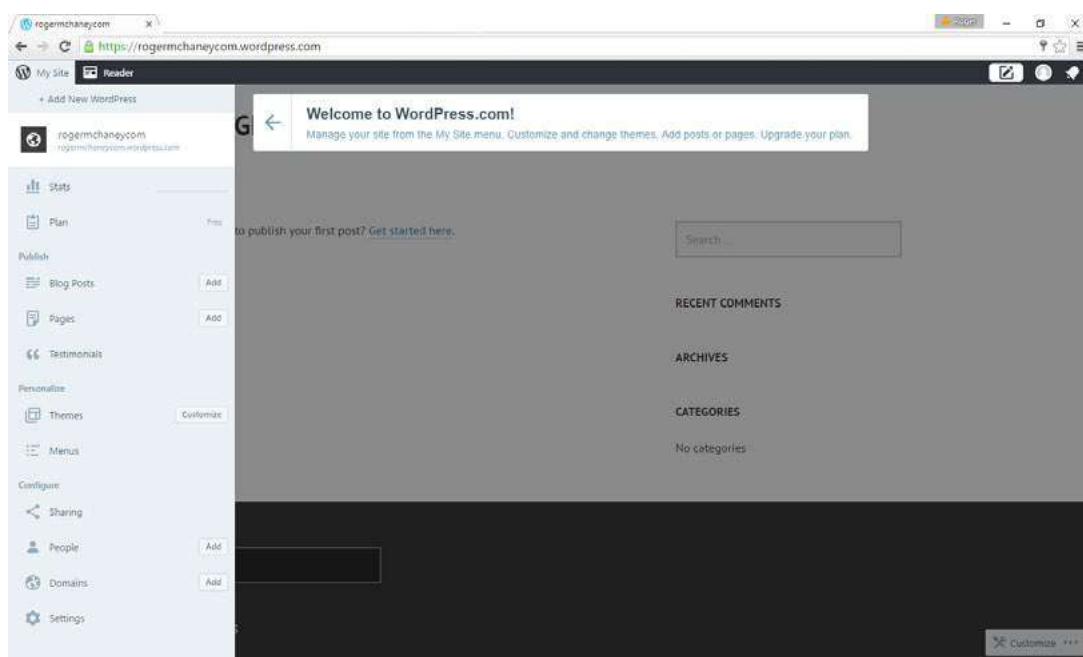 rogermchaneycom
https://rogermchaneycom.wordpress.com
My Site Reader
+ Add New WordPress
rogermchaneycom
rogermchaneycom.wordpress.com
G
Welcome to WordPress.com!
Manage your site from the My Site menu. Customize and change themes. Add posts or pages. Upgrade your plan.
Stats
Plan Free
to publish your first post? Get started here.
Search ...
Publish
Blog Posts Add
Pages Add
Testimonials
Personalize
Themes Customize
Menus
Configure
Sharing
People Add
Domains Add
Settings
RECENT COMMENTS
ARCHIVES
CATEGORIES
No categories
Customize